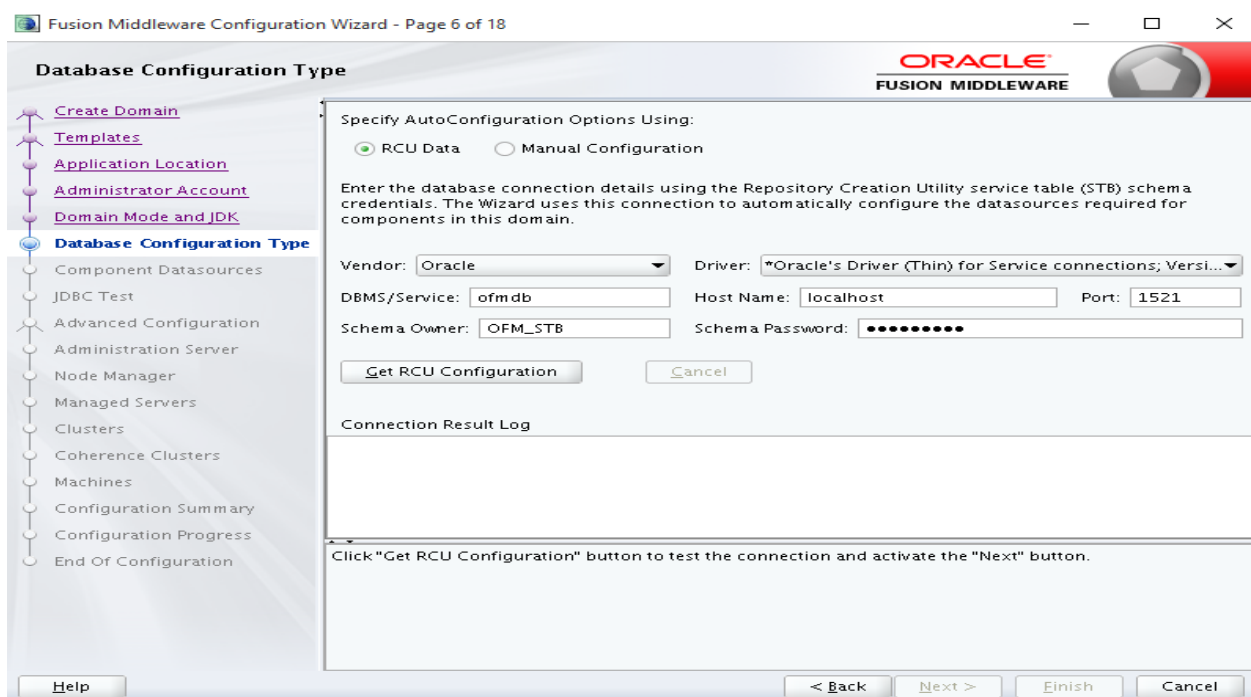 Fusion Middleware Configuration Wizard - Page 6 of 18
Database Configuration Type
ORACLE
FUSION MIDDLEWARE
Create Domain
Templates
Application Location
Administrator Account
Domain Mode and JDK
Database Configuration Type
Component Datasources
JDBC Test
Advanced Configuration
Administration Server
Node Manager
Managed Servers
Clusters
Coherence Clusters
Machines
Configuration Summary
Configuration Progress
End Of Configuration
Specify AutoConfiguration Options Using:
RCU Data Manual Configuration
Enter the database connection details using the Repository Creation Utility service table (STB) schema
credentials. The Wizard uses this connection to automatically configure the datasources required for
components in this domain.
Vendor: Oracle Driver: *Oracle's Driver (Thin) for Service connections; Versi...
DBMS/Service: ofmdb Host Name: localhost Port: 1521
Schema Owner: OFM_STB Schema Password: •••••••••
Get RCU Configuration Cancel
Connection Result Log
Click "Get RCU Configuration" button to test the connection and activate the "Next" button.
Help < Back Next > Finish Cancel